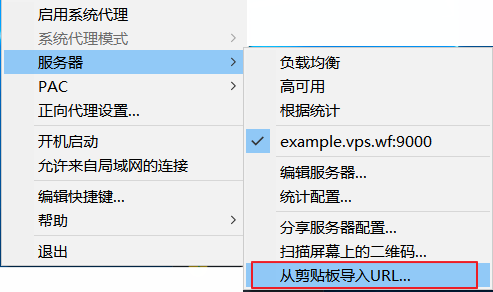 启用系统代理
系统代理模式
服务器
PAC
正向代理设置...
开机启动
允许来自局域网的连接
编辑快捷键...
帮助
退出
负载均衡
高可用
根据统计
example.vps.wf:9000
编辑服务器...
统计配置...
分享服务器配置...
扫描屏幕上的二维码...
从剪贴板导入URL...